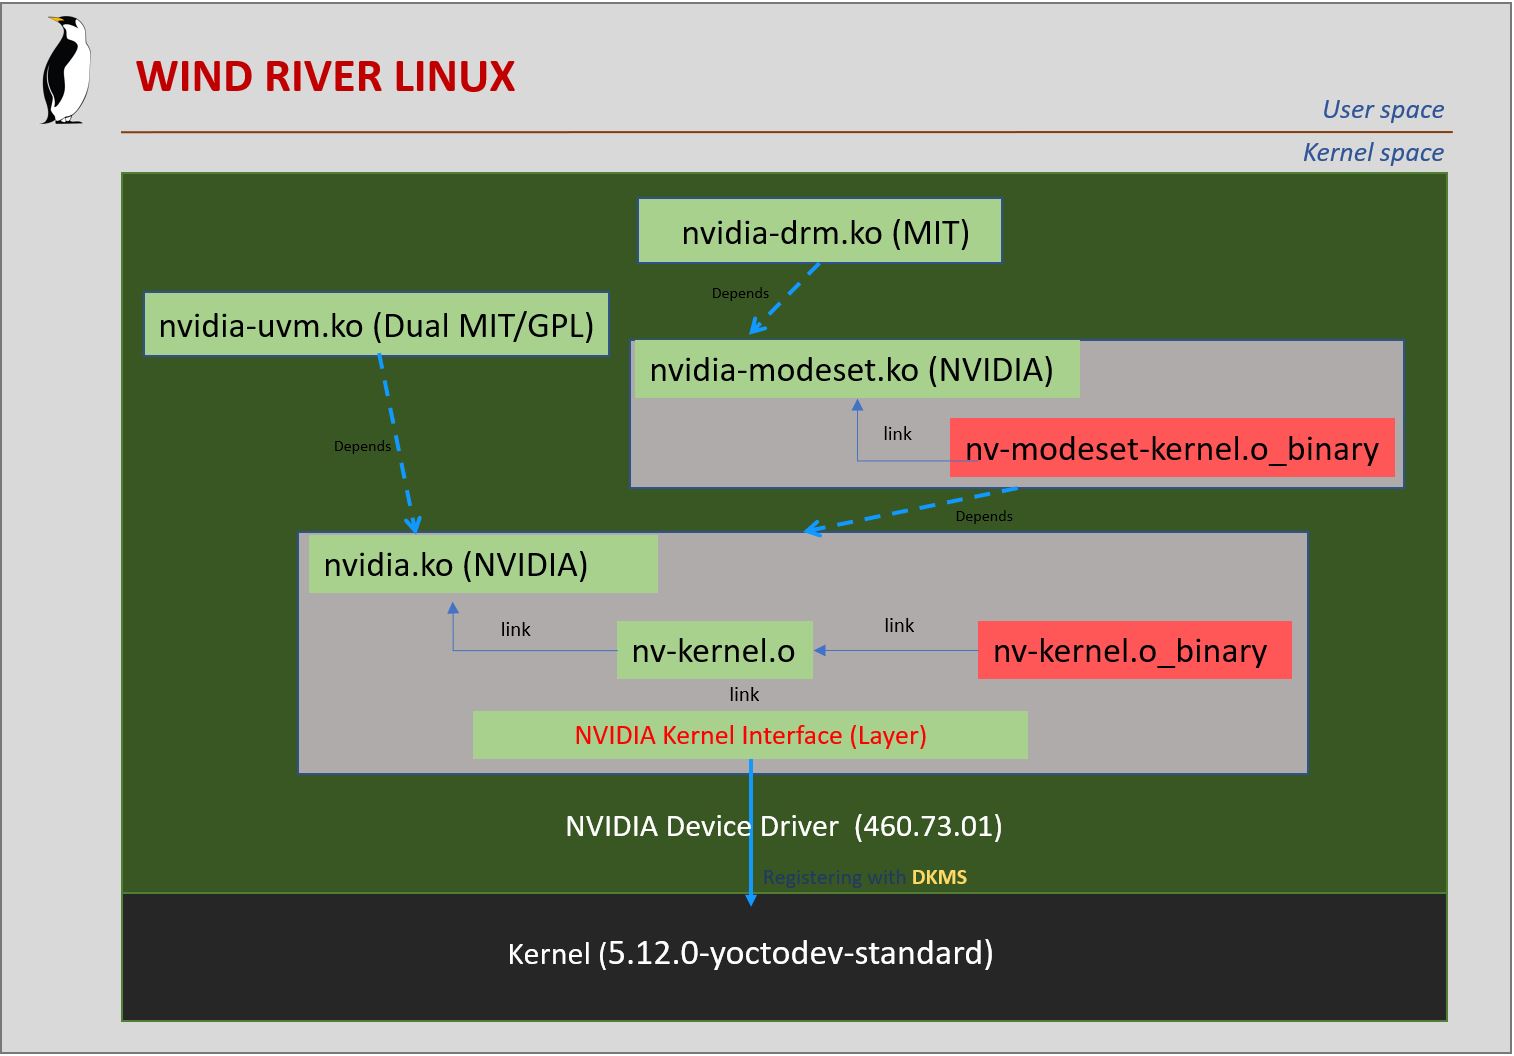 WIND RIVER LINUX
User space
Kernel space
nvidia-drm.ko (MIT)
Depends
nvidia-uvm.ko (Dual MIT/GPL)
nvidia-modeset.ko (NVIDIA)
link
nv-modeset-kernel.o_binary
Depends
Depends
nvidia.ko (NVIDIA)
link
link
nv-kernel.o
nv-kernel.o_binary
link
NVIDIA Kernel Interface (Layer)
NVIDIA Device Driver (460.73.01)
Registering with DKMS
Kernel (5.12.0-yoctodev-standard)